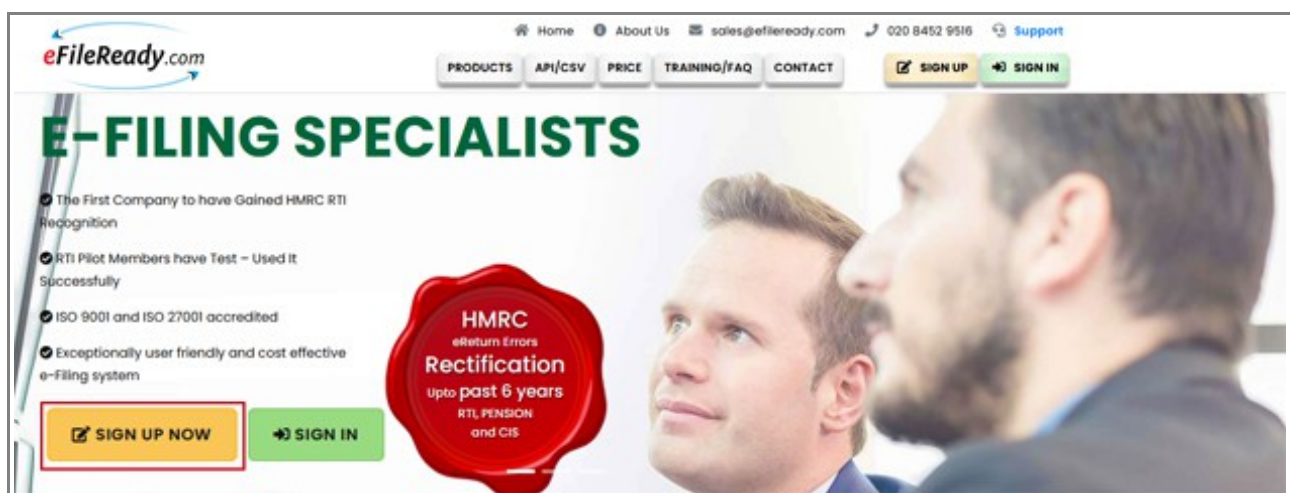 eFileReady.com
Home About Us sales@efileready.com 020 8452 9516 Support
PRODUCTS API/CSV PRICE TRAINING/FAQ CONTACT SIGN UP SIGN IN
E-FILING SPECIALISTS
The First Company to have Gained HMRC RTI
Recognition
RTI Pilot Members have Test – Used It
Successfully
ISO 9001 and ISO 27001 accredited
Exceptionally user friendly and cost effective
e-Filing system
SIGN UP NOW SIGN IN
HMRC
eReturn Errors
Rectification
Upto past 6 years
RTI, PENSION
and CIS